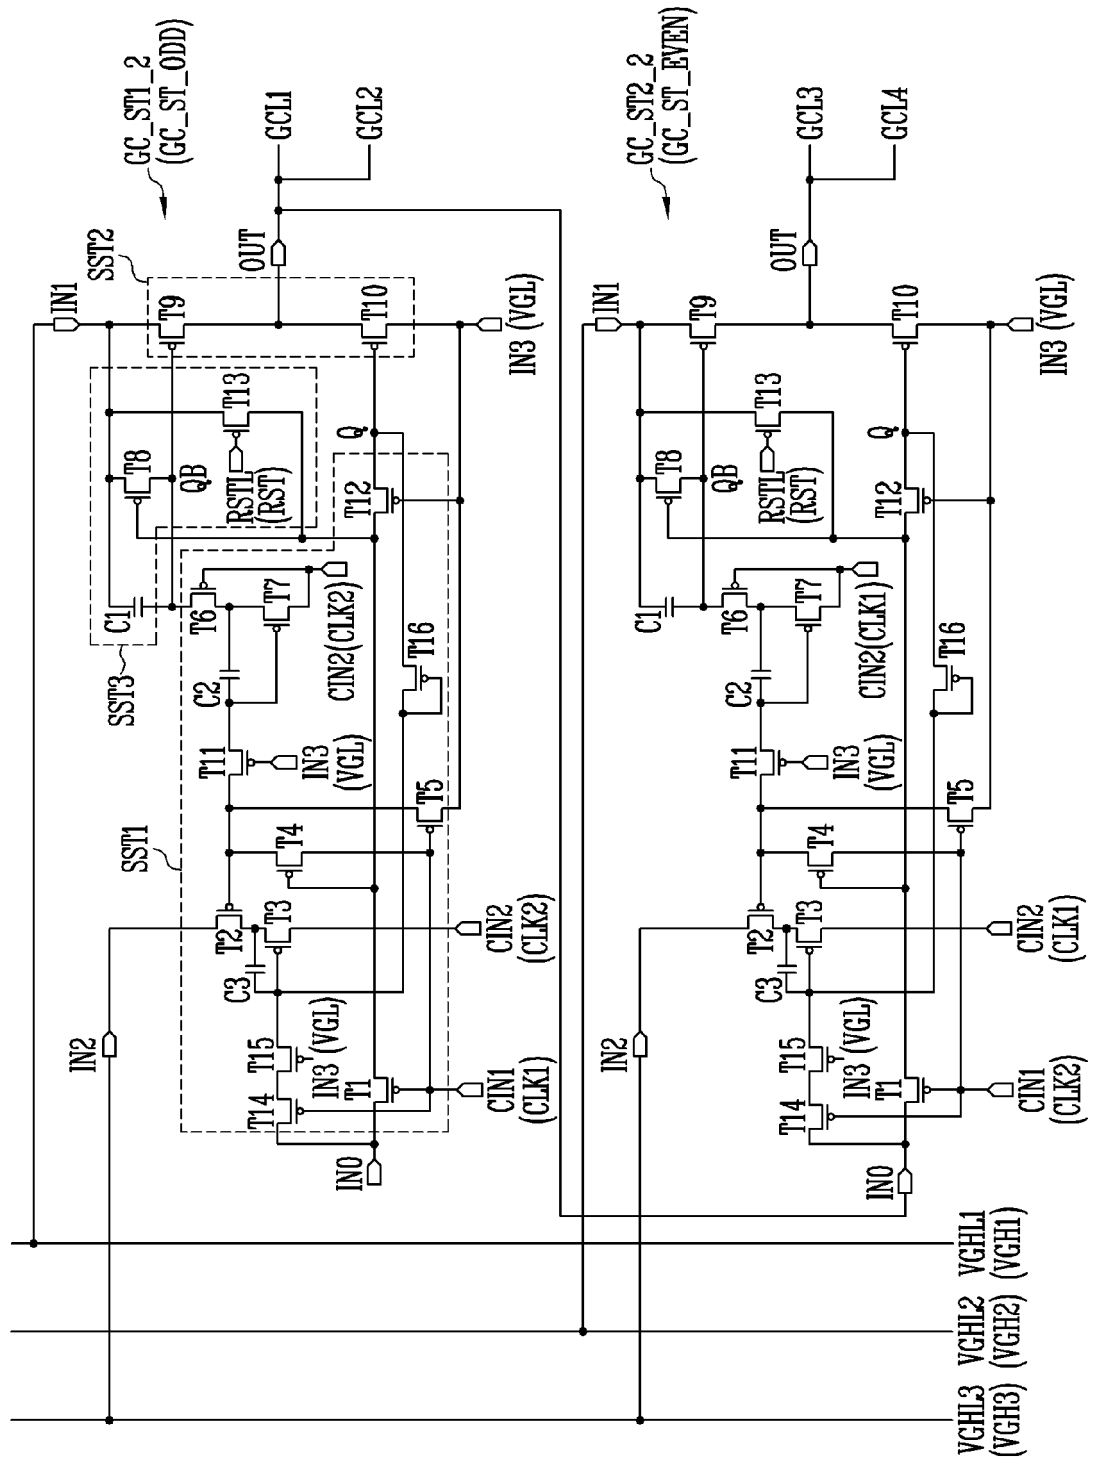 GC_ST1_2
(GC_ST_ODD)
GCL1
GCL2
SST2
OUT
IN1
T9
T10
IN3 (VGL)
T13
T8
QB
RSTL
(RST)
Q
T12
C1
SST3
T6
T7
CIN2(CLK2)
T16
C2
T11
IN3
(VGL)
T5
T4
SST1
T2
T3
CIN2
(CLK2)
C3
IN2
T15
IN3 (VGL)
T14
T1
CIN1
(CLK1)
IN0
GC_ST2_2
(GC_ST_EVEN)
GCL3
GCL4
OUT
IN1
T9
T10
IN3 (VGL)
T13
T8
QB
RSTL
(RST)
Q
T12
C1
T6
T7
CIN2(CLK1)
T16
C2
T11
IN3
(VGL)
T5
T4
T2
T3
CIN2
(CLK1)
C3
IN2
T15
IN3 (VGL)
T14
T1
CIN1
(CLK2)
IN0
VGHL1
(VGH1)
VGHL2
(VGH2)
VGHL3
(VGH3)